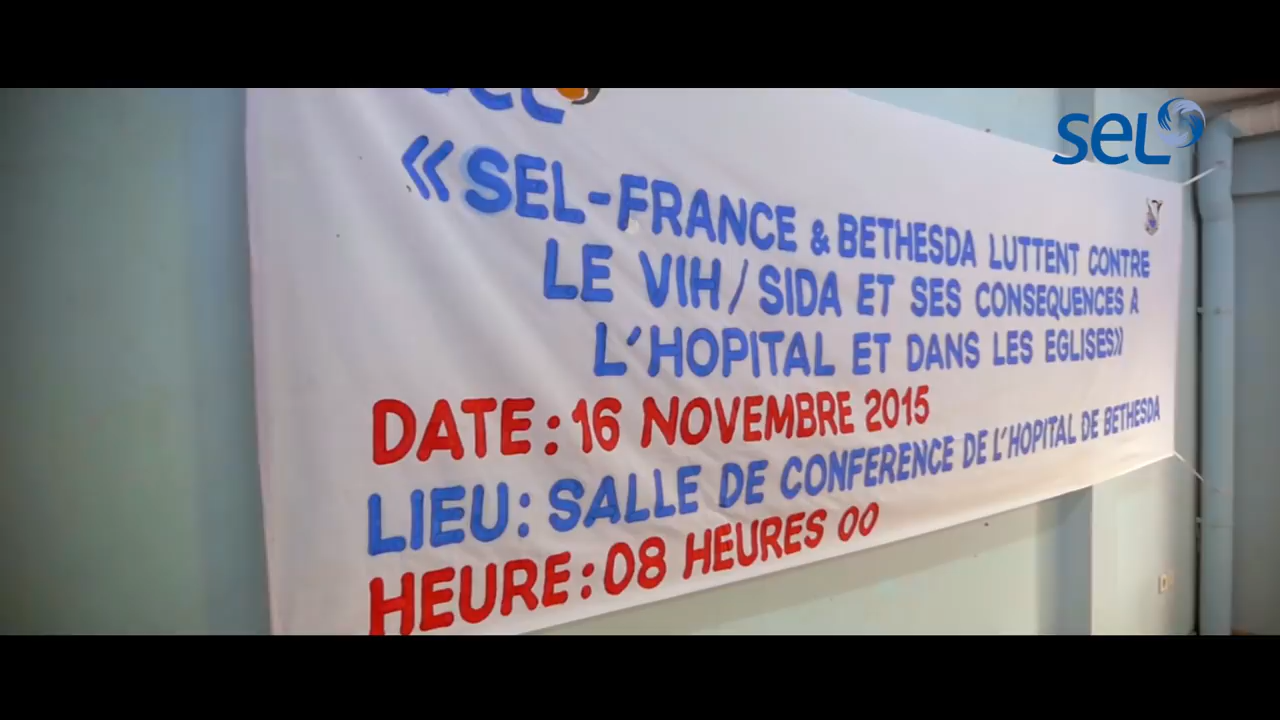 sel
sel
«SEL-FRANCE & BETHESDA LUTTENT CONTRE
LE VIH/SIDA ET SES CONSEQUENCES A
L'HOPITAL ET DANS LES EGLISES»
DATE: 16 NOVEMBRE 2015
LIEU: SALLE DE CONFERENCE DE L'HOPITAL DE BETHESDA
HEURE: 08 HEURES 00